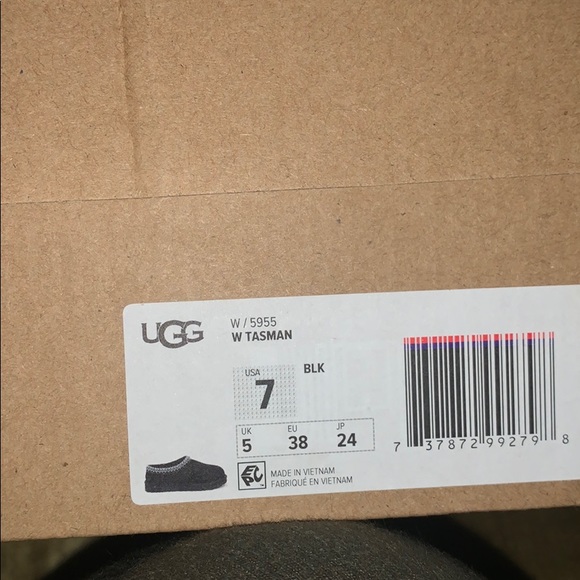 UGG
W / 5955
W TASMAN
USA
7
BLK
UK EU JP
5 38 24
MADE IN VIETNAM
FABRIQUÉ EN VIETNAM
7 37872 99279 8